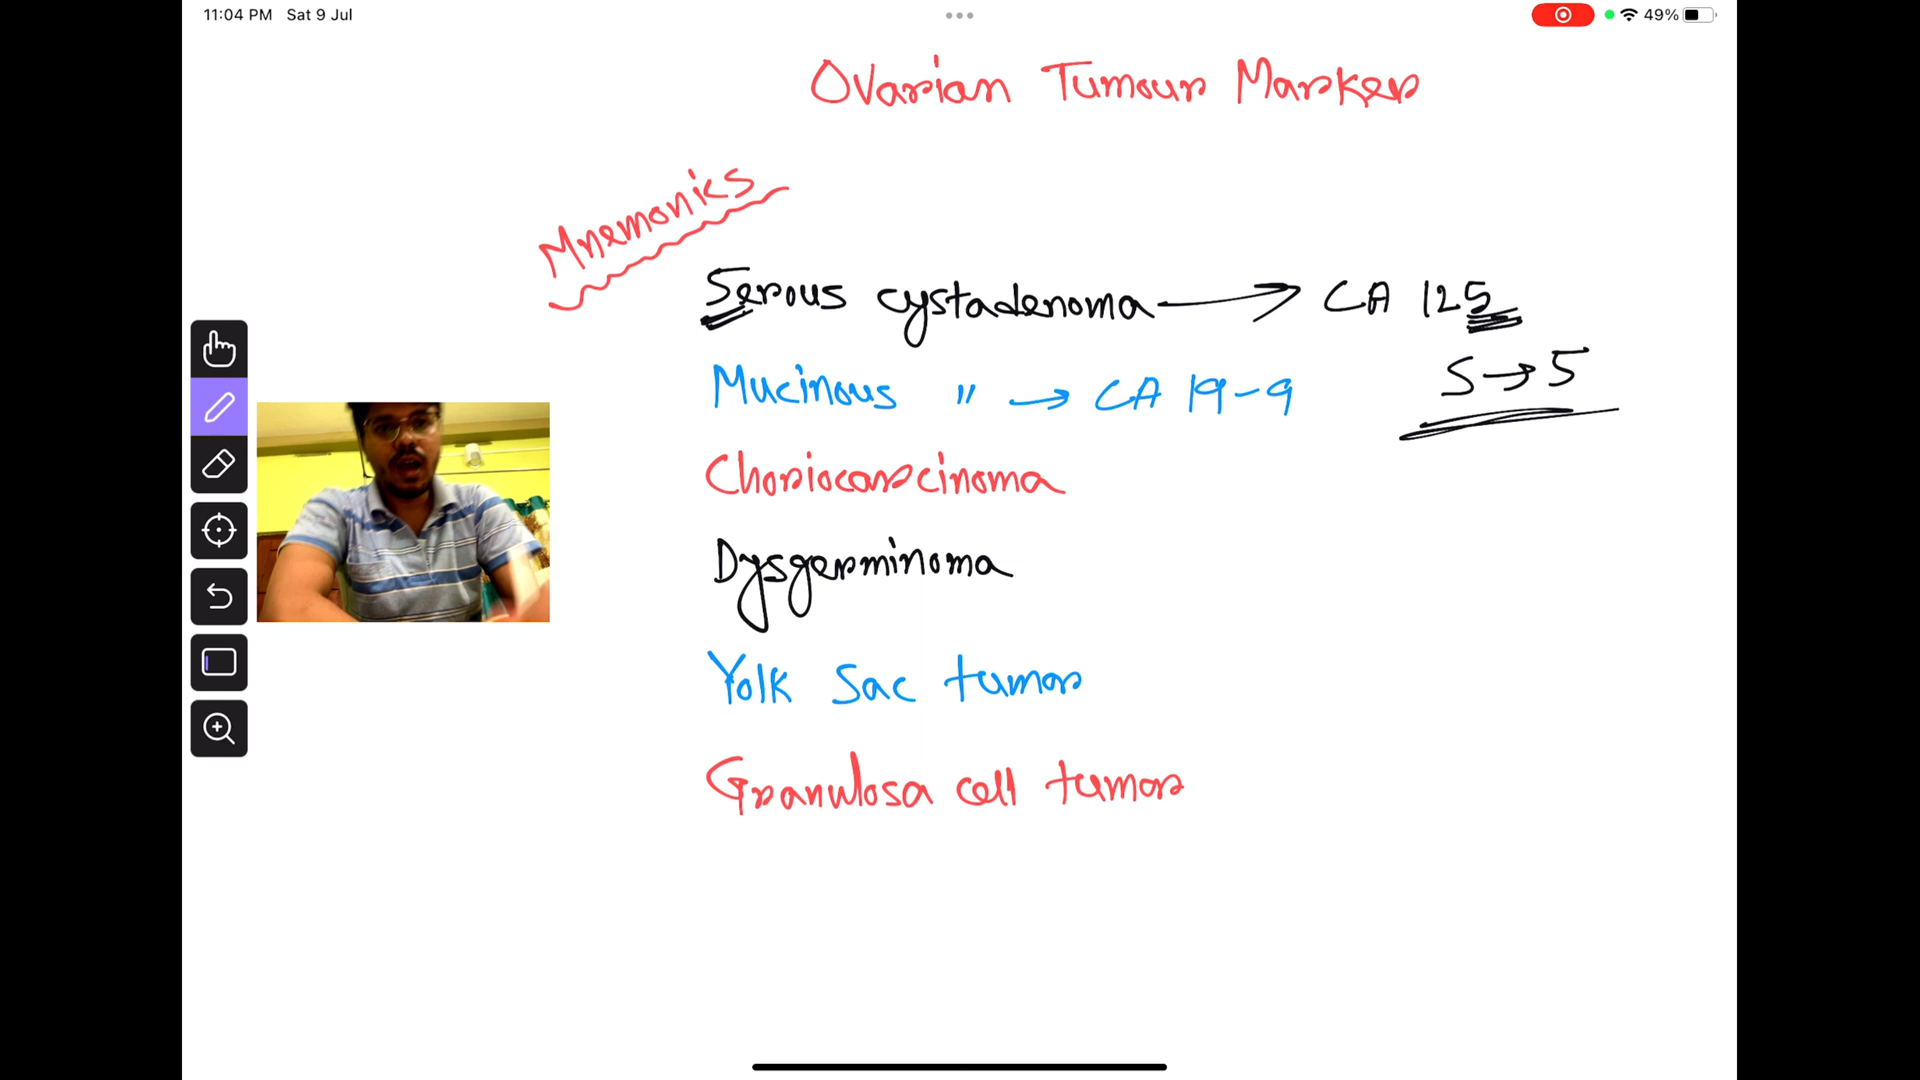 11:04 PM Sat 9 Jul
49%
Ovarian Tumour Marker
Mnemonics
Serous cystadenoma → CA 125
S → 5
Mucinous " → CA 19-9
Choriocarcinoma
Dysgerminoma
Yolk Sac tumor
Granulosa cell tumor